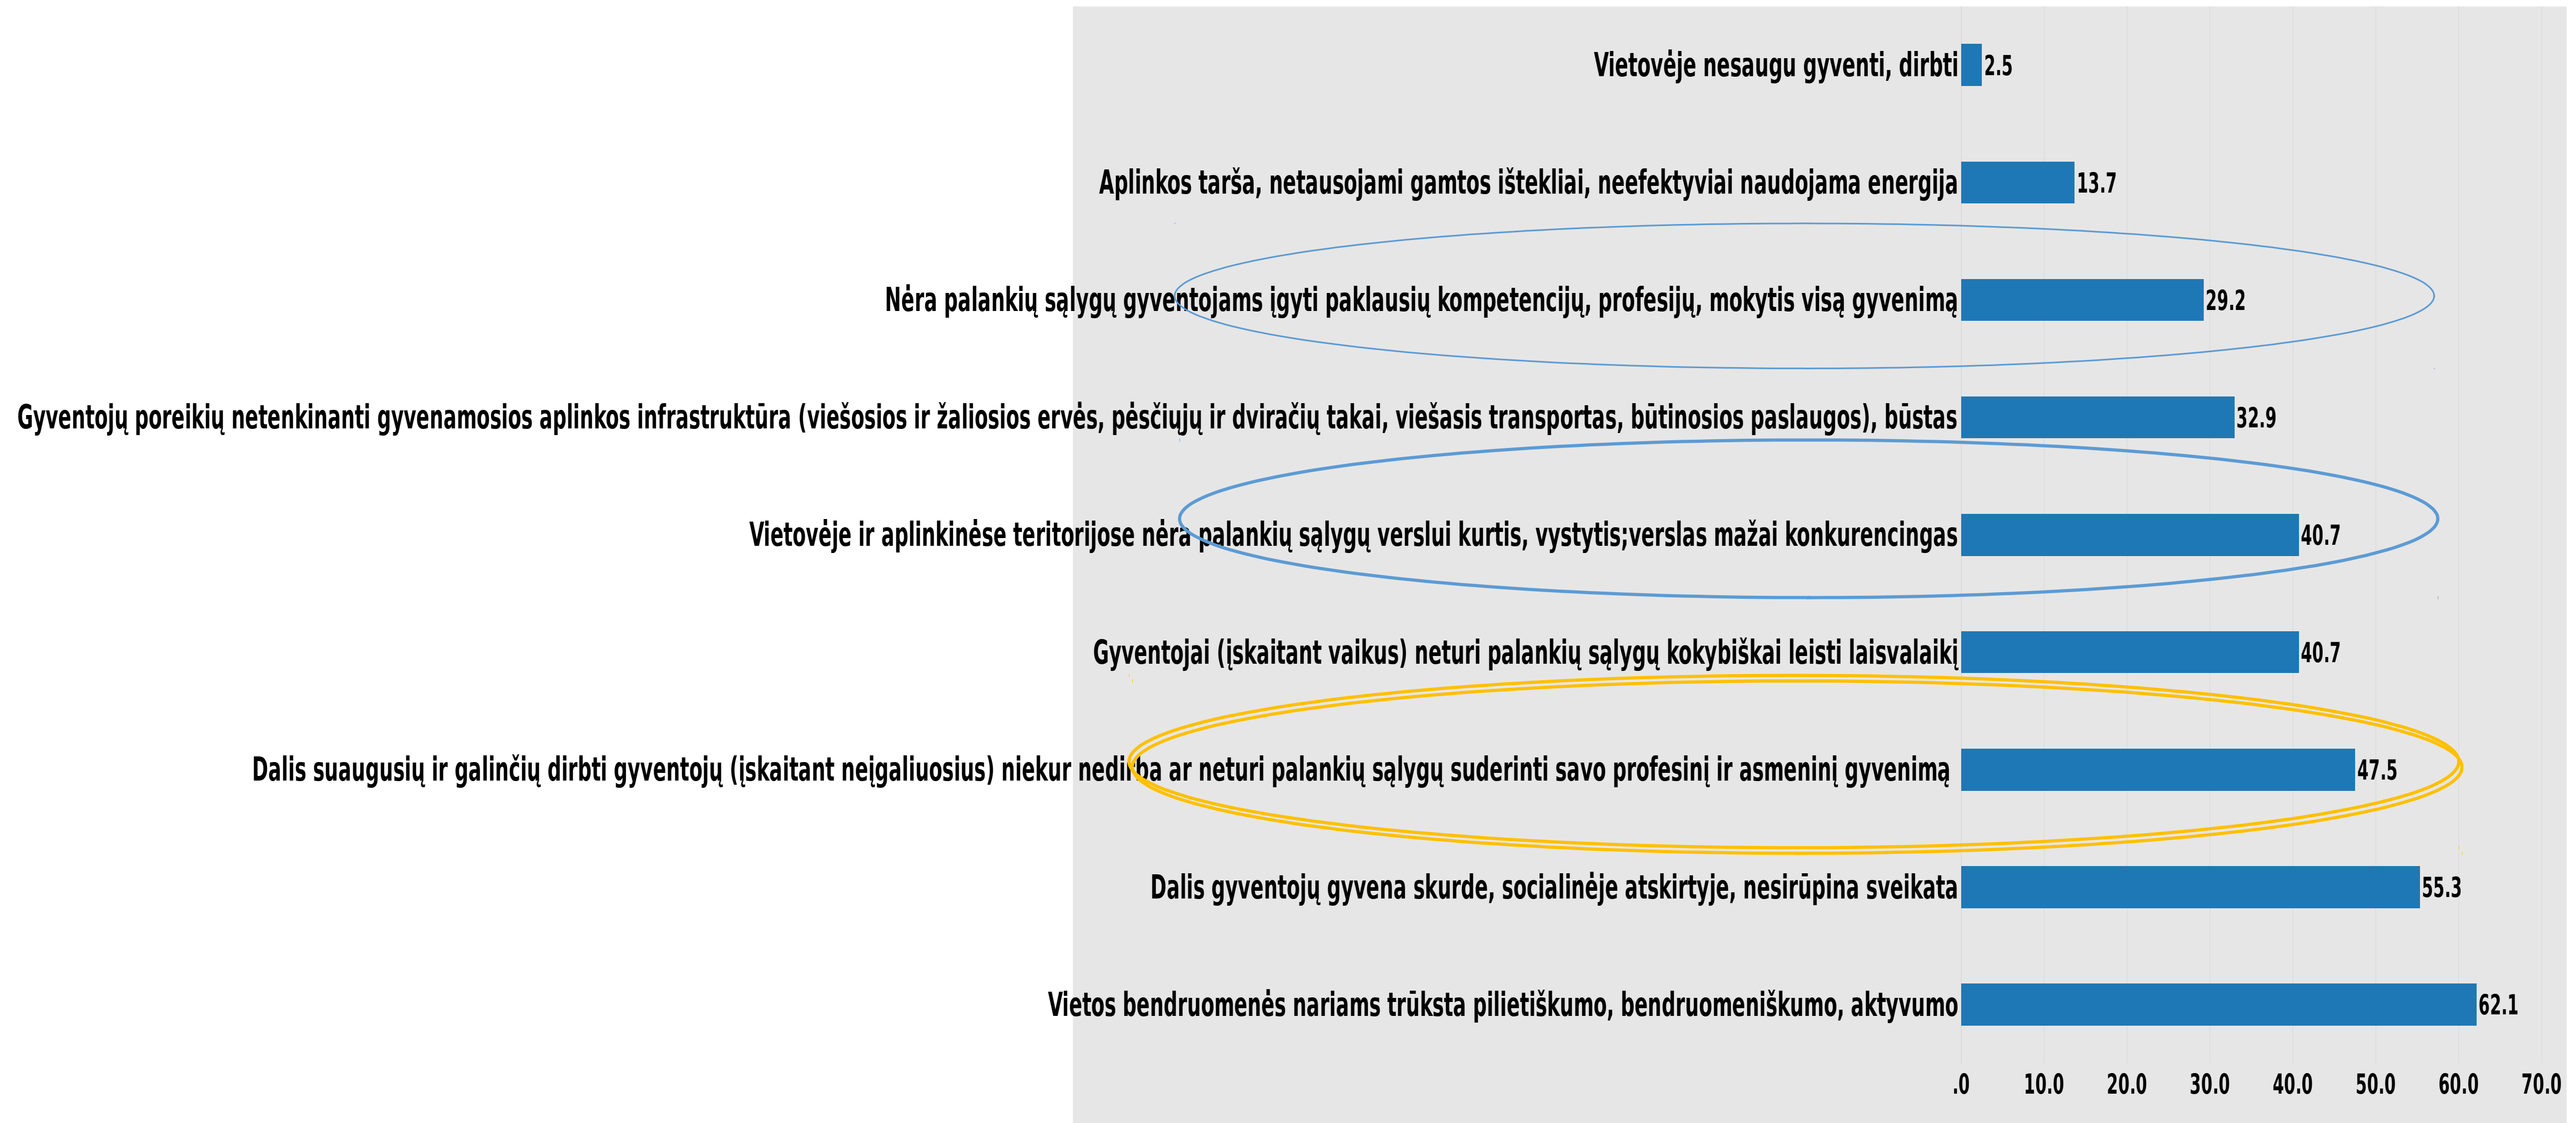 Vietovėje nesaugu gyventi, dirbti 2.5
Aplinkos tarša, netausojami gamtos ištekliai, neefektyviai naudojama energija 13.7
Nėra palankių sąlygų gyventojams įgyti paklausių kompetencijų, profesijų, mokytis visą gyvenimą 29.2
Gyventojų poreikių netenkinanti gyvenamosios aplinkos infrastruktūra (viešosios ir žaliosios ervės, pėsčiųjų ir dviračių takai, viešasis transportas, būtinosios paslaugos), būstas 32.9
Vietovėje ir aplinkinėse teritorijose nėra palankių sąlygų verslui kurtis, vystytis;verslas mažai konkurencingas 40.7
Gyventojai (įskaitant vaikus) neturi palankių sąlygų kokybiškai leisti laisvalaikį 40.7
Dalis suaugusių ir galinčių dirbti gyventojų (įskaitant neįgaliuosius) niekur nedirba ar neturi palankių sąlygų suderinti savo profesinį ir asmeninį gyvenimą 47.5
Dalis gyventojų gyvena skurde, socialinėje atskirtyje, nesirūpina sveikata 55.3
Vietos bendruomenės nariams trūksta pilietiškumo, bendruomeniškumo, aktyvumo 62.1
.0 10.0 20.0 30.0 40.0 50.0 60.0 70.0